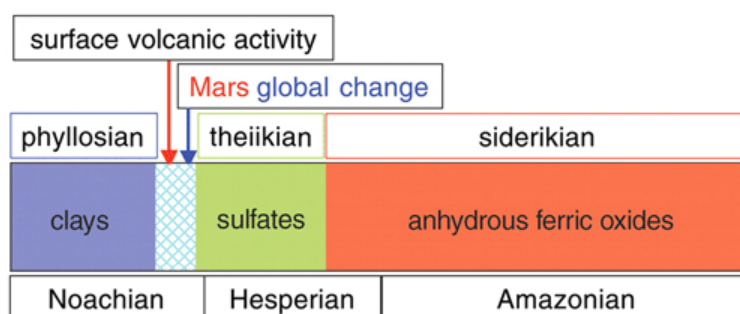 surface volcanic activity
Mars global change
phyllosian
theiikian
siderikian
clays
sulfates
anhydrous ferric oxides
Noachian
Hesperian
Amazonian